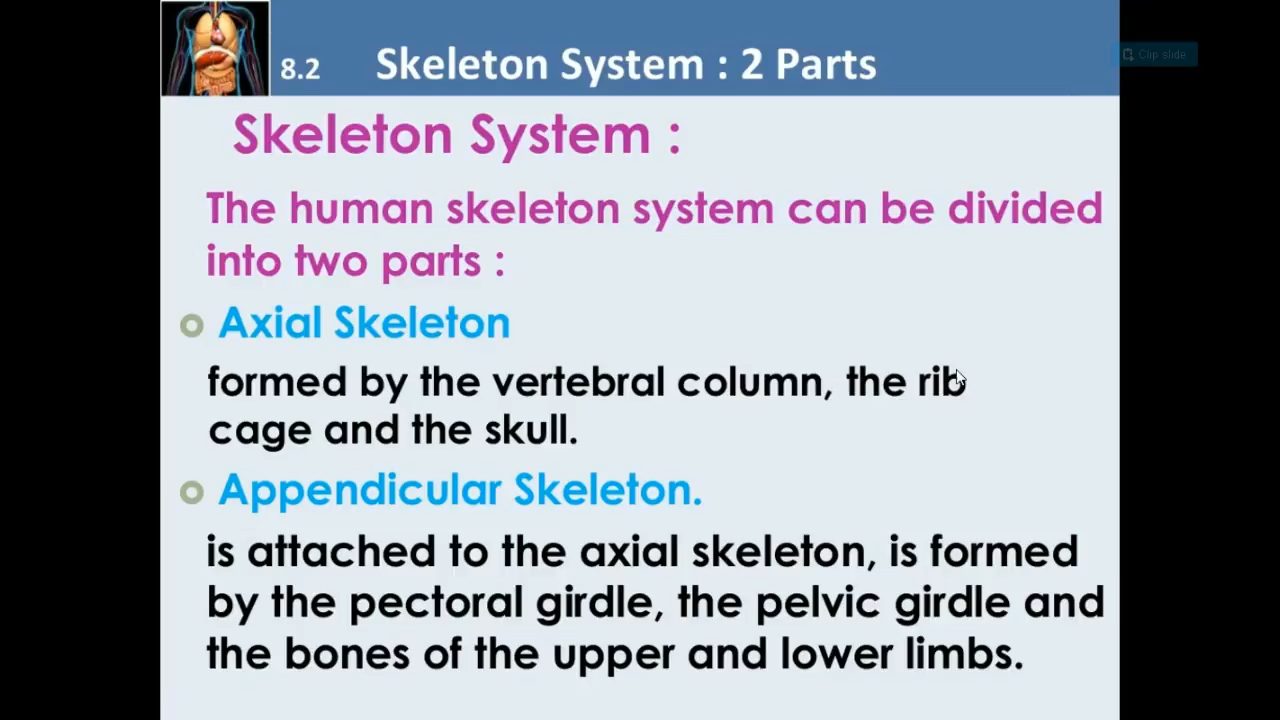 8.2 Skeleton System : 2 Parts
Clip slide
Skeleton System :
The human skeleton system can be divided
into two parts :
Axial Skeleton
formed by the vertebral column, the rib
cage and the skull.
Appendicular Skeleton.
is attached to the axial skeleton, is formed
by the pectoral girdle, the pelvic girdle and
the bones of the upper and lower limbs.